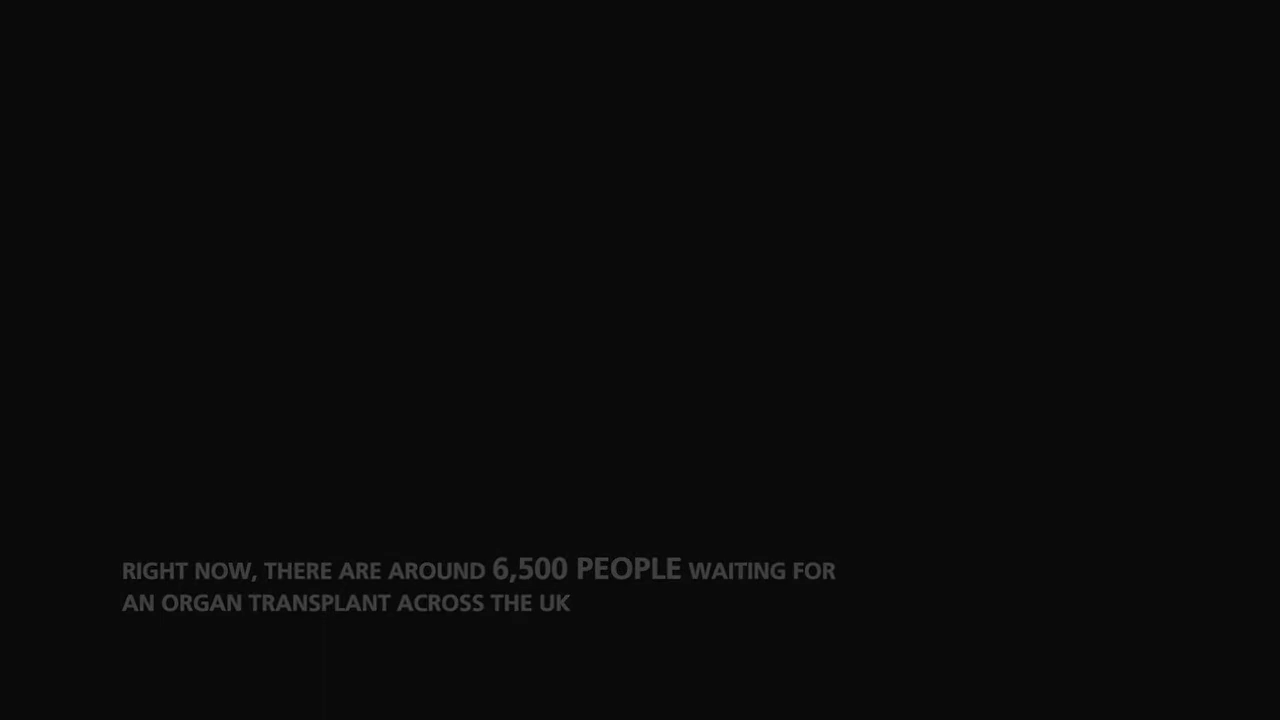 RIGHT NOW, THERE ARE AROUND 6,500 PEOPLE WAITING FOR
AN ORGAN TRANSPLANT ACROSS THE UK